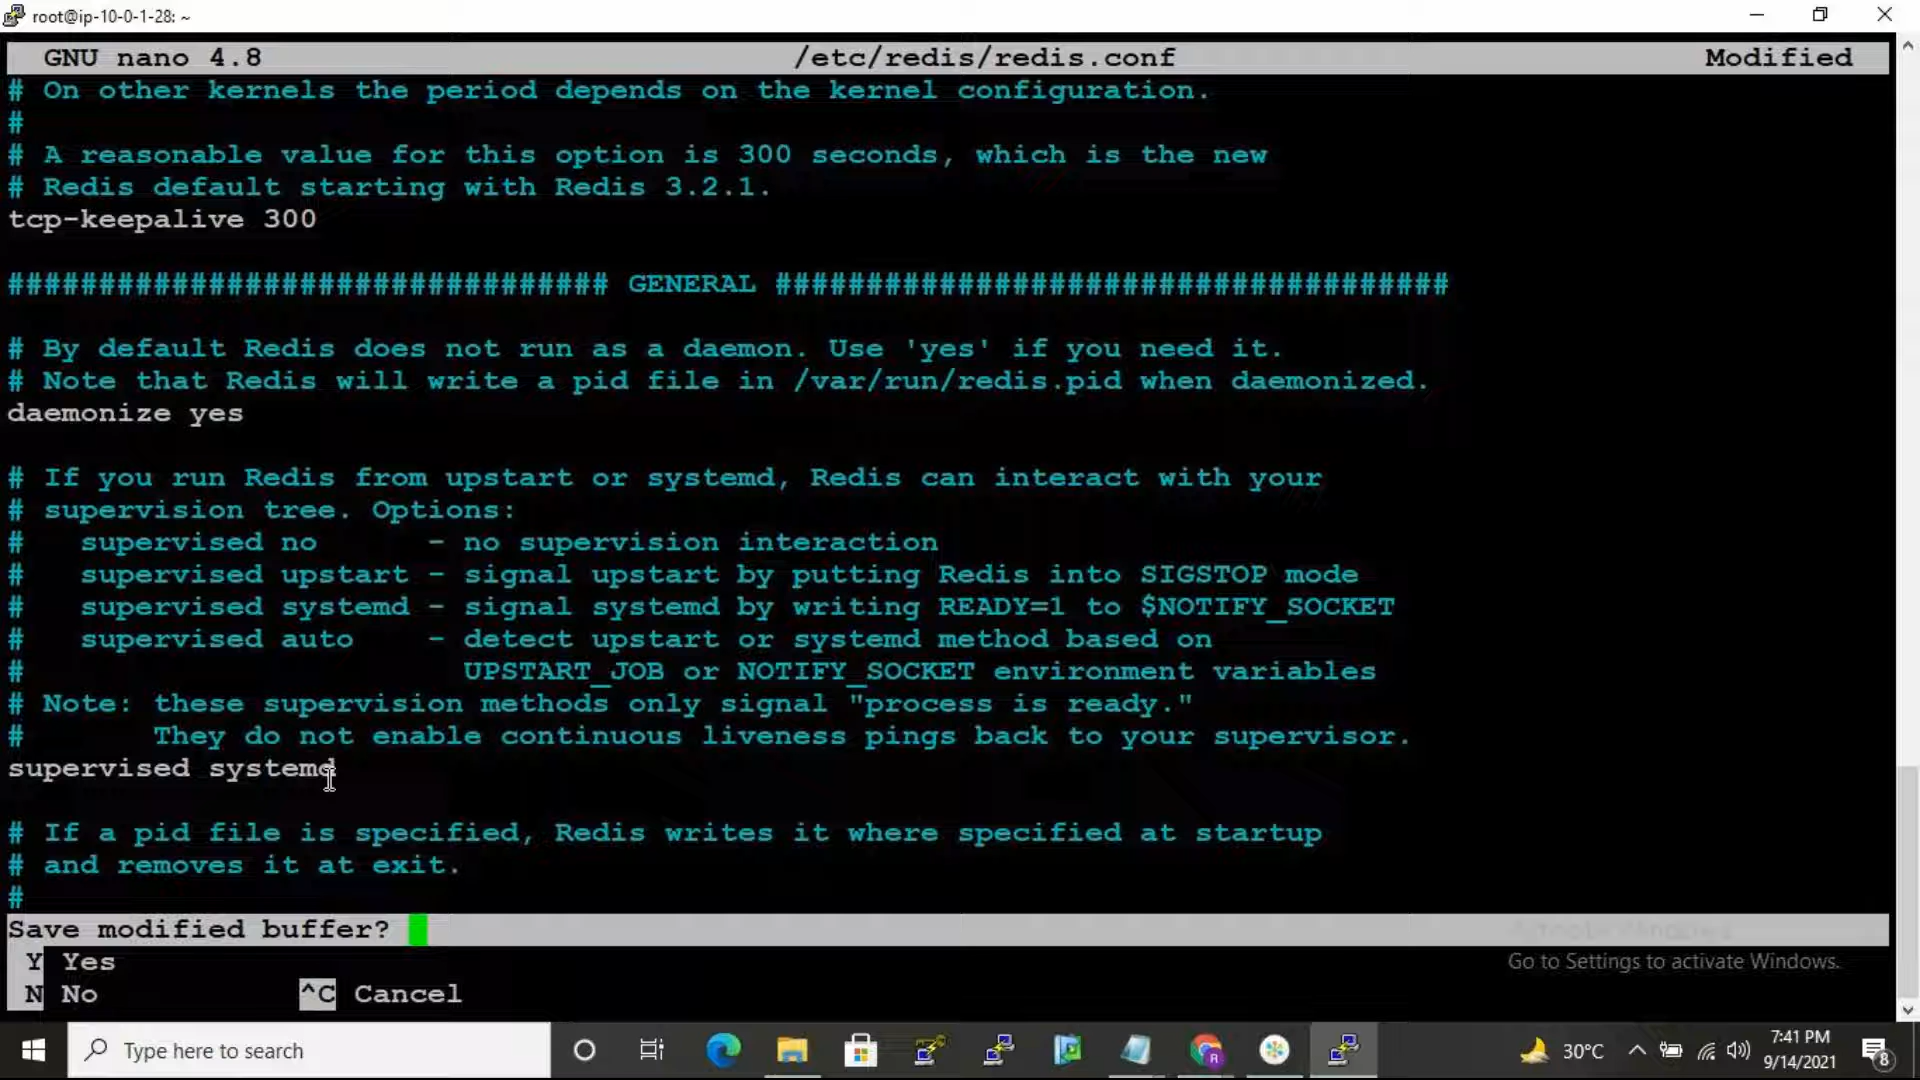 root@ip-10-0-1-28: ~
GNU nano 4.8 /etc/redis/redis.conf Modified
# On other kernels the period depends on the kernel configuration.
#
# A reasonable value for this option is 300 seconds, which is the new
# Redis default starting with Redis 3.2.1.
tcp-keepalive 300
################################# GENERAL #####################################
# By default Redis does not run as a daemon. Use 'yes' if you need it.
# Note that Redis will write a pid file in /var/run/redis.pid when daemonized.
daemonize yes
# If you run Redis from upstart or systemd, Redis can interact with your
# supervision tree. Options:
#   supervised no      - no supervision interaction
#   supervised upstart - signal upstart by putting Redis into SIGSTOP mode
#   supervised systemd - signal systemd by writing READY=1 to $NOTIFY_SOCKET
#   supervised auto    - detect upstart or systemd method based on
#                        UPSTART_JOB or NOTIFY_SOCKET environment variables
# Note: these supervision methods only signal "process is ready."
#       They do not enable continuous liveness pings back to your supervisor.
supervised systemd
# If a pid file is specified, Redis writes it where specified at startup
# and removes it at exit.
#
Save modified buffer?
Y Yes
Go to Settings to activate Windows.
N No ^C Cancel
Type here to search
30°C
7:41 PM
9/14/2021
8
R